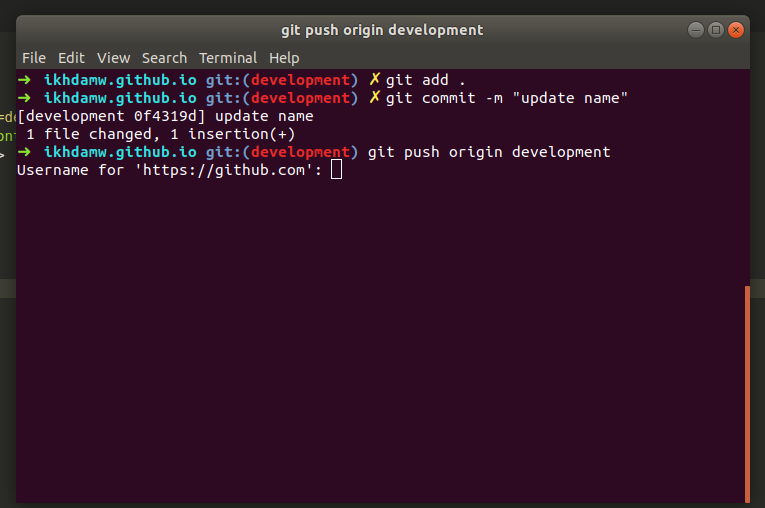 git push origin development
File Edit View Search Terminal Help
➜ ikhdamw.github.io git:(development) ✗ git add .
➜ ikhdamw.github.io git:(development) ✗ git commit -m "update name"
[development 0f4319d] update name
1 file changed, 1 insertion(+)
➜ ikhdamw.github.io git:(development) git push origin development
Username for 'https://github.com':